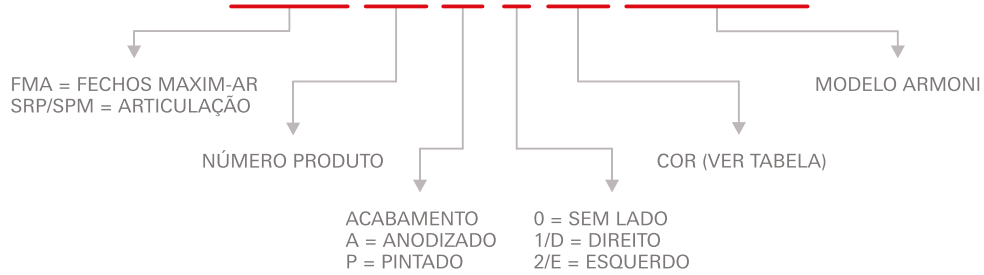 FMA = FECHOS MAXIM-AR
SRP/SPM = ARTICULAÇÃO
MODELO ARMONI
NÚMERO PRODUTO
COR (VER TABELA)
ACABAMENTO
A = ANODIZADO
P = PINTADO
0 = SEM LADO
1/D = DIREITO
2/E = ESQUERDO